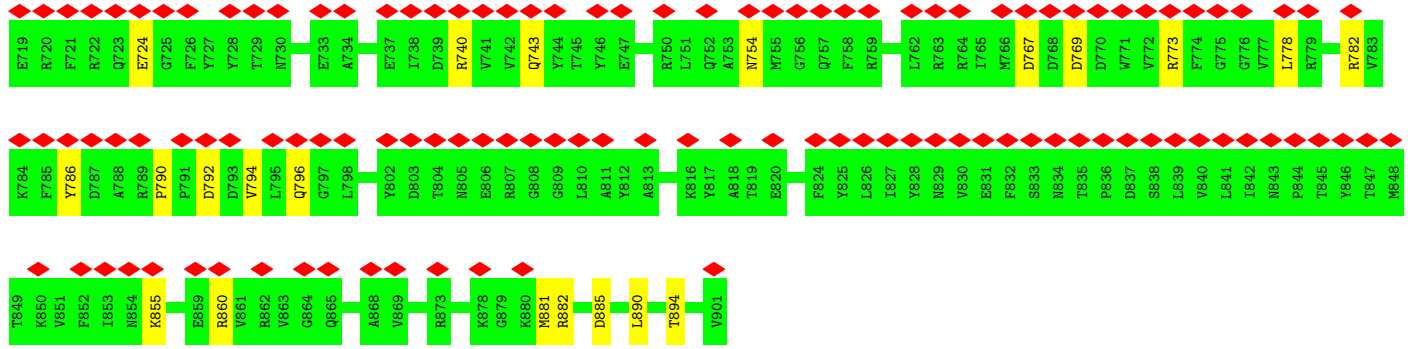 E719 R720 F721 R722 Q723 E724 G725 F726 Y727 Y728 T729 N730 E733 A734 E737 I738 D739 R740 V741 V742 Q743 Y744 T745 Y746 E747 R750 L751 Q752 A753 N754 M755 G756 Q757 F758 R759 L762 R763 R764 I765 M766 D767 D768 D769 D770 W771 V772 R773 F774 G775 G776 V777 L778 R779 R782 V783
K784 F785 Y786 D787 A788 R789 P790 P791 D792 D793 V794 L795 Q796 G797 L798 Y802 D803 T804 N805 E806 R807 G808 G809 L810 A811 Y812 A813 K816 Y817 A818 T819 E820 F824 Y825 L826 I827 Y828 N829 V830 E831 F832 S833 N834 T835 P836 D837 S838 L839 V840 L841 I842 N843 P844 T845 Y846 T847 M848
T849 K850 V851 F852 I853 N854 K855 E859 R860 V861 R862 V863 G864 Q865 A868 V869 R873 K878 G879 K880 M881 R882 D885 L890 T894 V901